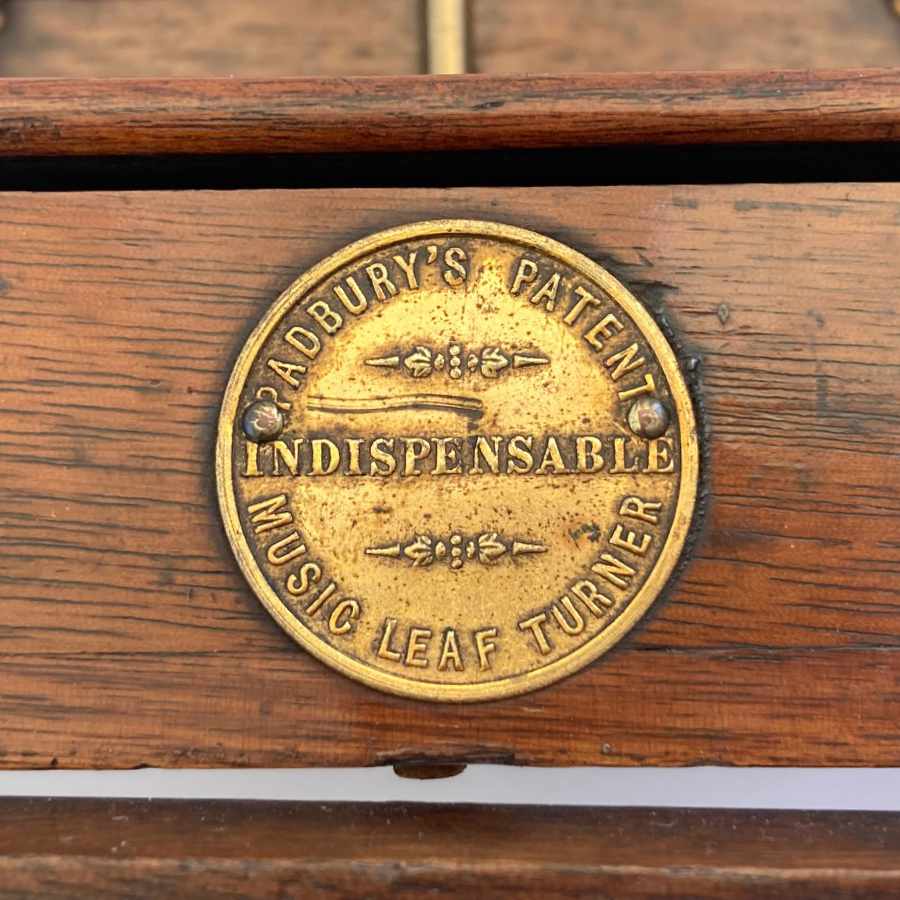 PADBURY'S PATENT
INDISPENSABLE
MUSIC LEAF TURNER